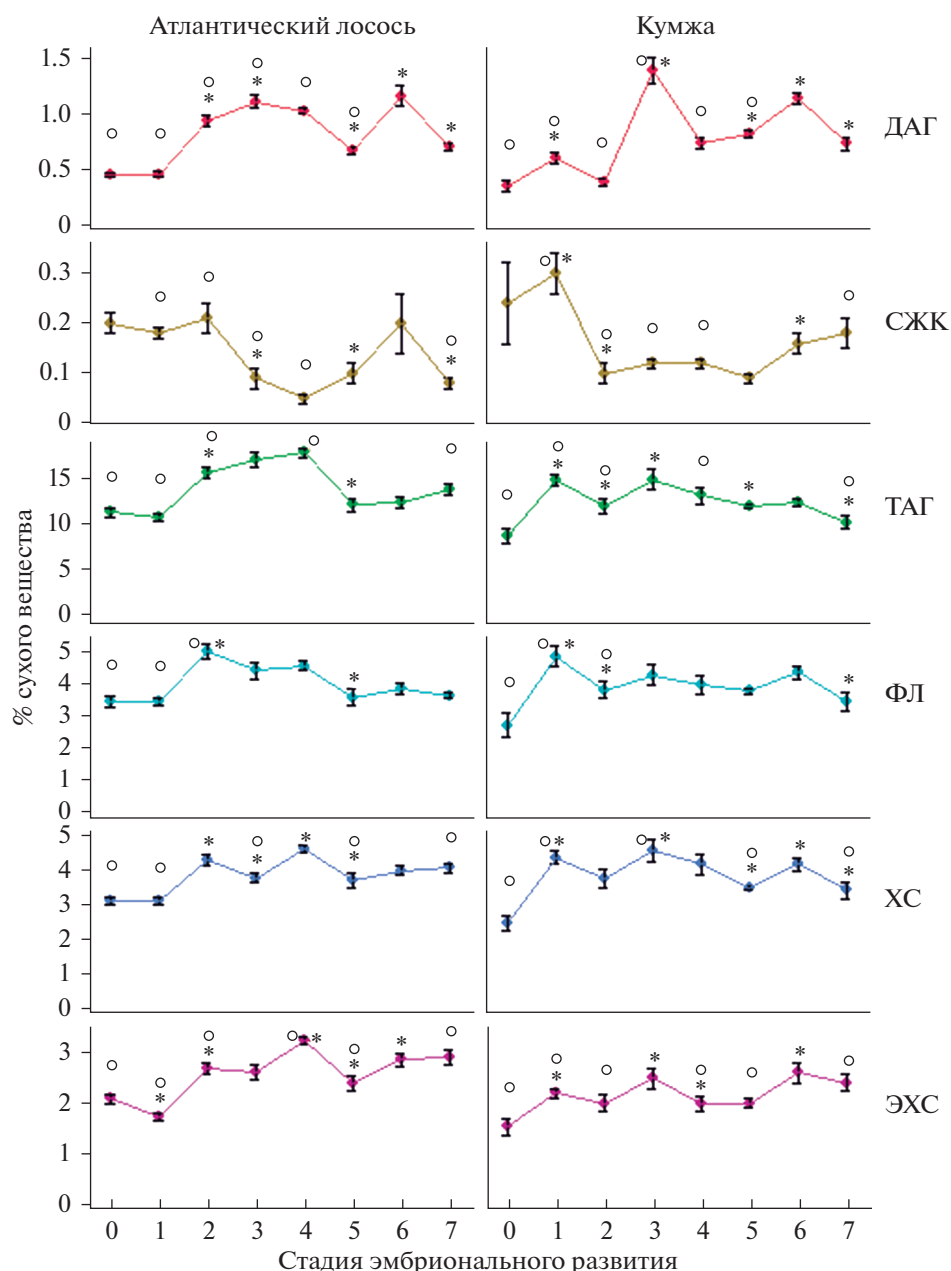 Атлантический лосось
Кумжа
1.5
1.0
0.5
0
ДАГ
0.3
0.2
0.1
0
СЖК
15
10
5
0
ТАГ
% сухого вещества
5
4
3
2
1
0
ФЛ
5
4
3
2
1
0
ХС
3
2
1
0
ЭХС
0 1 2 3 4 5 6 7
0 1 2 3 4 5 6 7
Стадия эмбрионального развития